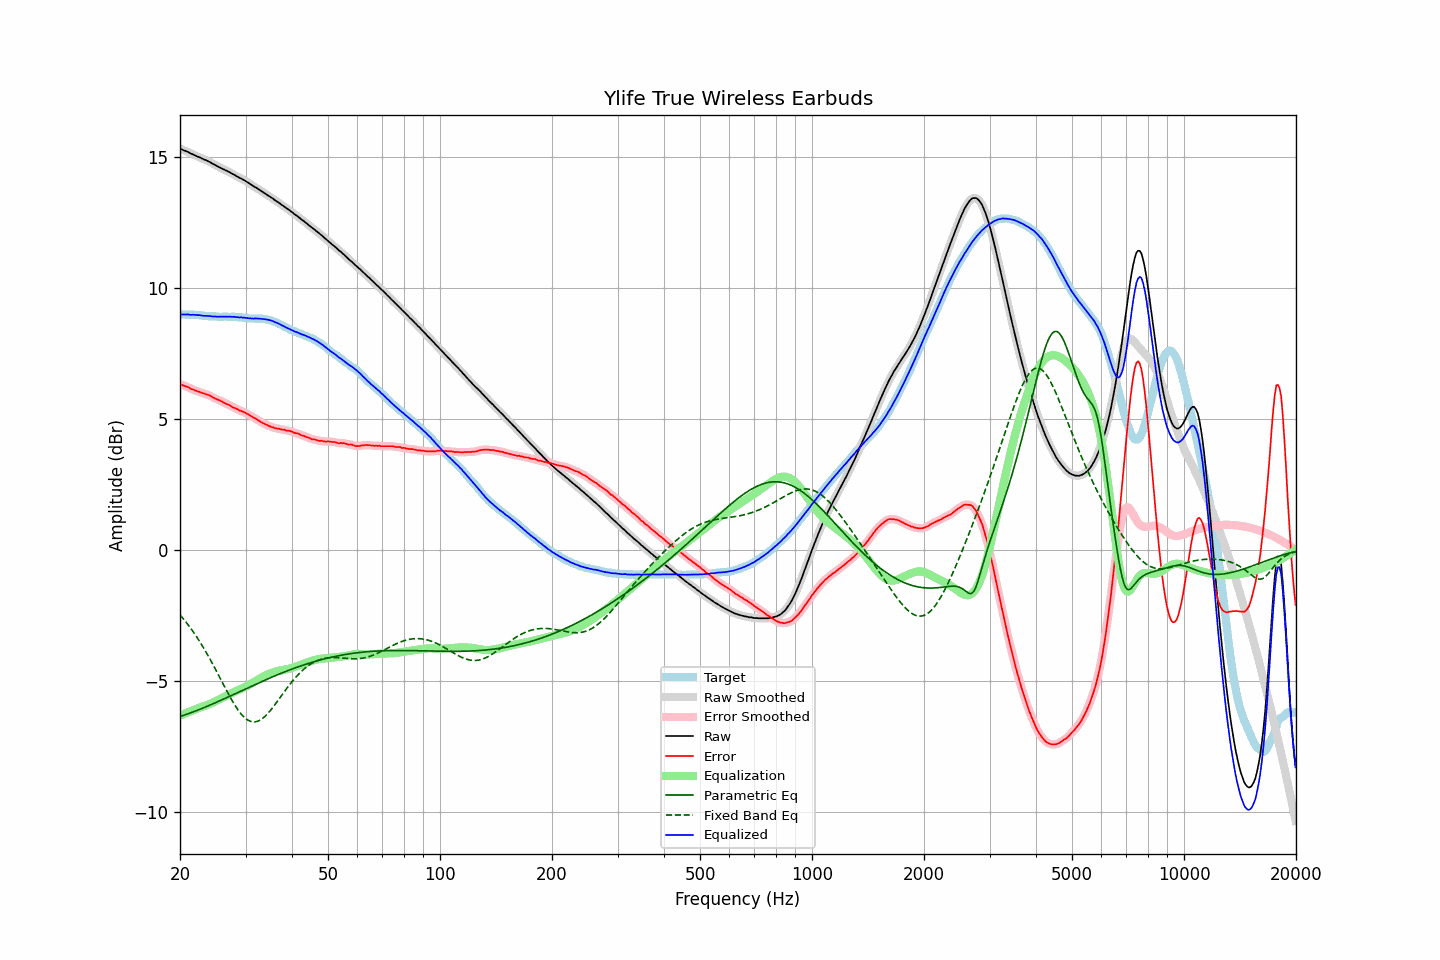 Ylife True Wireless Earbuds
Amplitude (dBr)
15
10
5
0
−5
−10
Target
Raw Smoothed
Error Smoothed
Raw
Error
Equalization
Parametric Eq
Fixed Band Eq
Equalized
20 50 100 200 500 1000 2000 5000 10000 20000
Frequency (Hz)